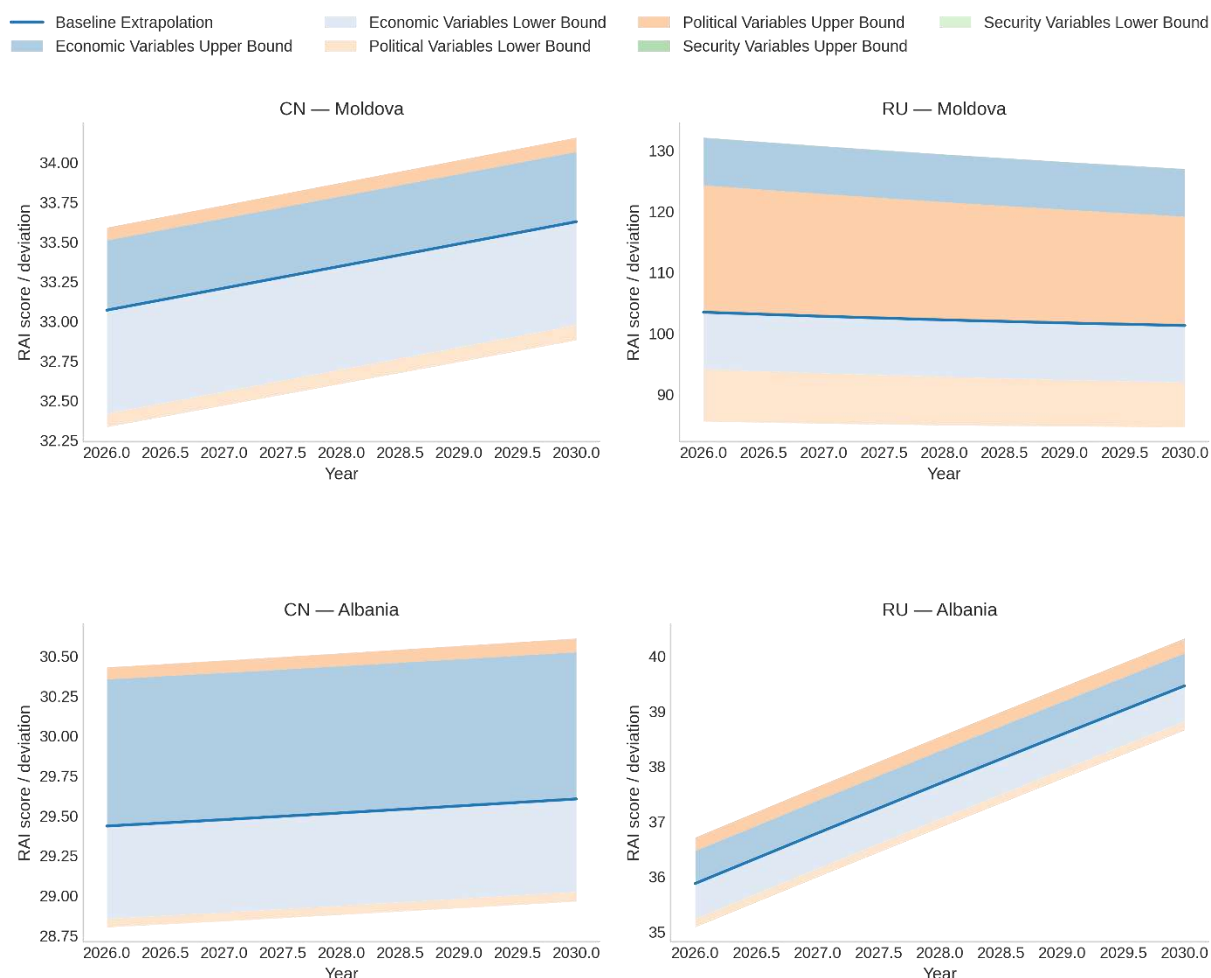 Baseline Extrapolation
Economic Variables Upper Bound
Economic Variables Lower Bound
Political Variables Lower Bound
Political Variables Upper Bound
Security Variables Upper Bound
Security Variables Lower Bound
CN — Moldova
RAI score / deviation
34.00
33.75
33.50
33.25
33.00
32.75
32.50
32.25
2026.0 2026.5 2027.0 2027.5 2028.0 2028.5 2029.0 2029.5 2030.0
Year
RU — Moldova
RAI score / deviation
130
120
110
100
90
2026.0 2026.5 2027.0 2027.5 2028.0 2028.5 2029.0 2029.5 2030.0
Year
CN — Albania
RAI score / deviation
30.50
30.25
30.00
29.75
29.50
29.25
29.00
28.75
2026.0 2026.5 2027.0 2027.5 2028.0 2028.5 2029.0 2029.5 2030.0
Year
RU — Albania
RAI score / deviation
40
39
38
37
36
35
2026.0 2026.5 2027.0 2027.5 2028.0 2028.5 2029.0 2029.5 2030.0
Year